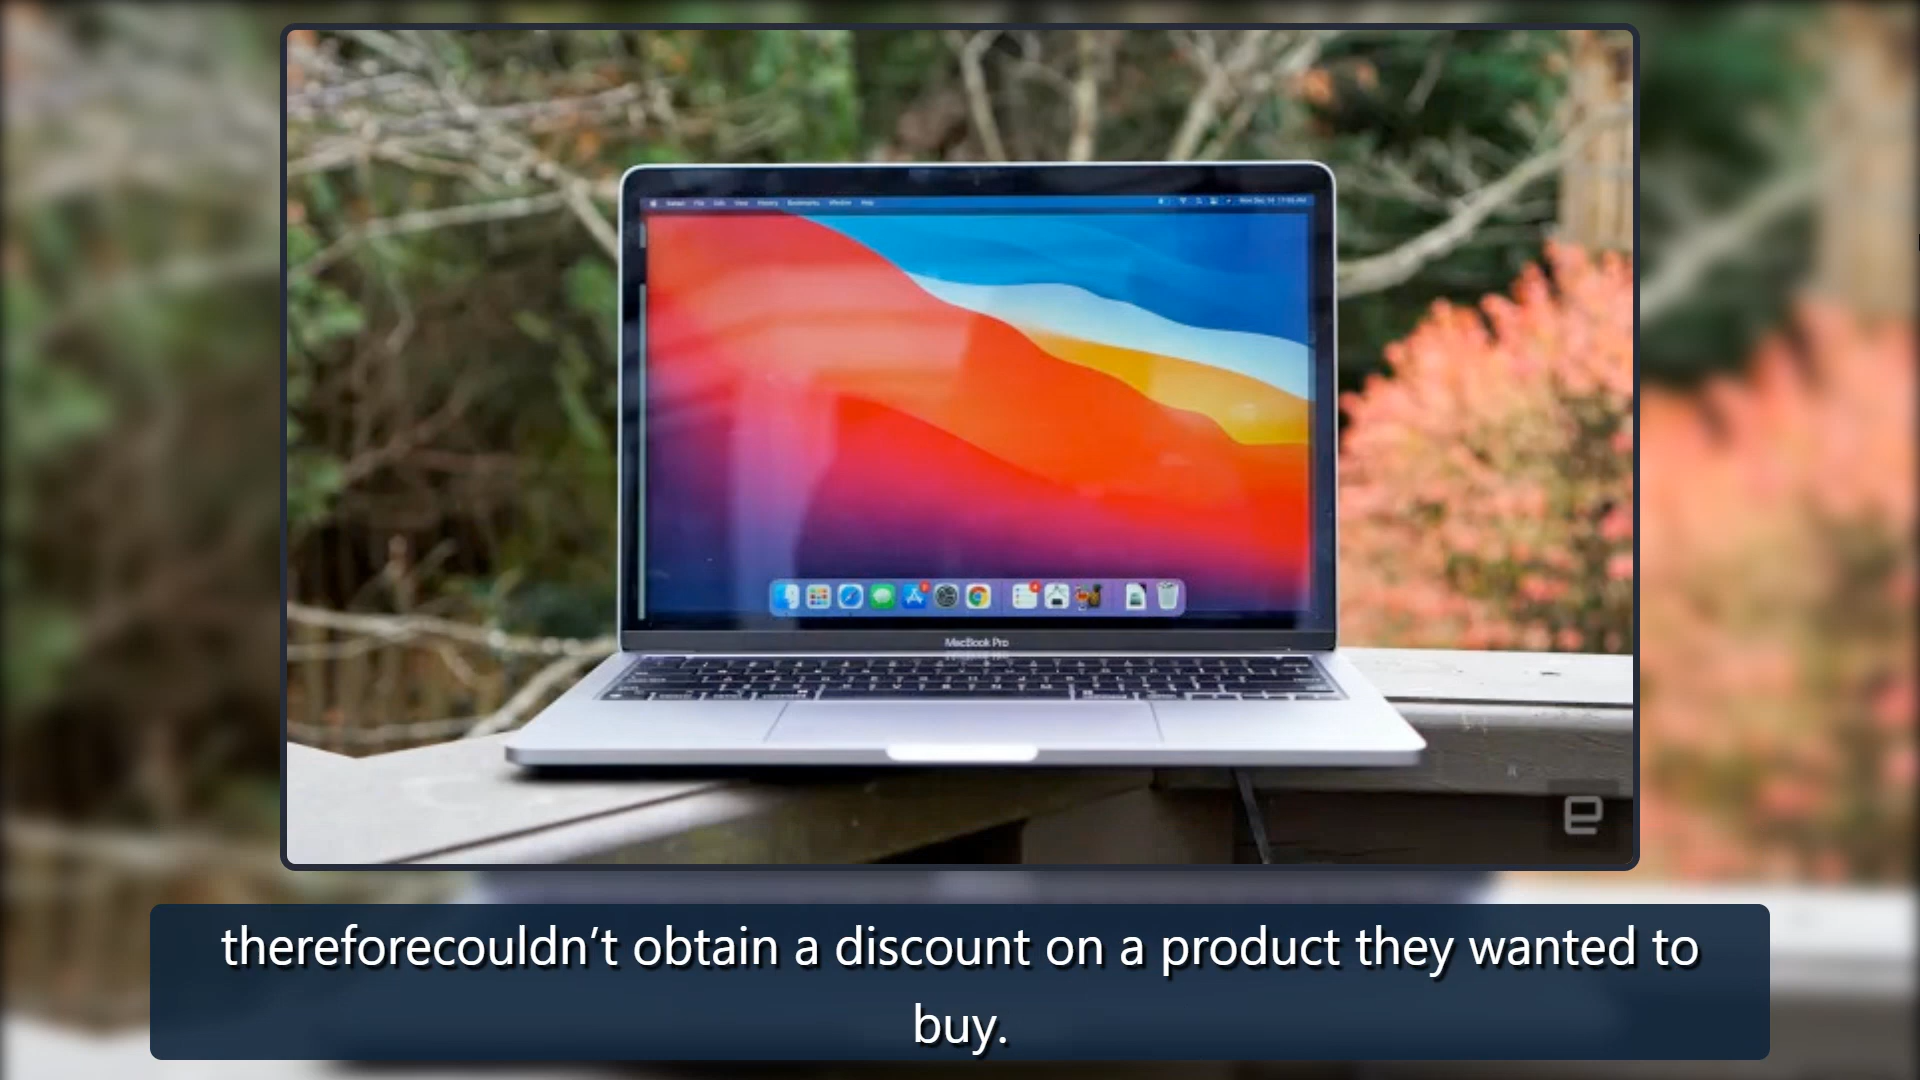 MacBook Pro
thereforecouldn’t obtain a discount on a product they wanted to
buy.